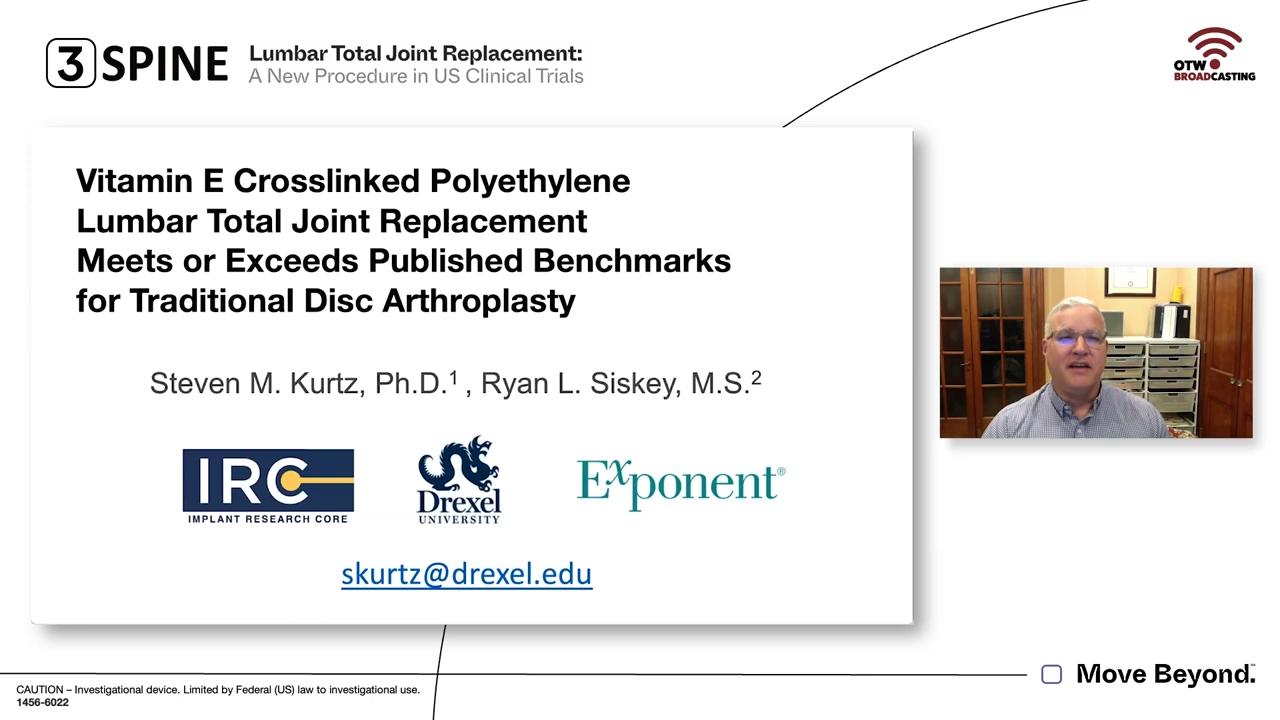 3SPINE
Lumbar Total Joint Replacement:
A New Procedure in US Clinical Trials
OTW
BROADCASTING
Vitamin E Crosslinked Polyethylene
Lumbar Total Joint Replacement
Meets or Exceeds Published Benchmarks
for Traditional Disc Arthroplasty
Steven M. Kurtz, Ph.D.¹ , Ryan L. Siskey, M.S.²
IRC
IMPLANT RESEARCH CORE
Drexel
UNIVERSITY
Exponent®
skurtz@drexel.edu
CAUTION – Investigational device. Limited by Federal (US) law to investigational use.
1456-6022
Move Beyond.™